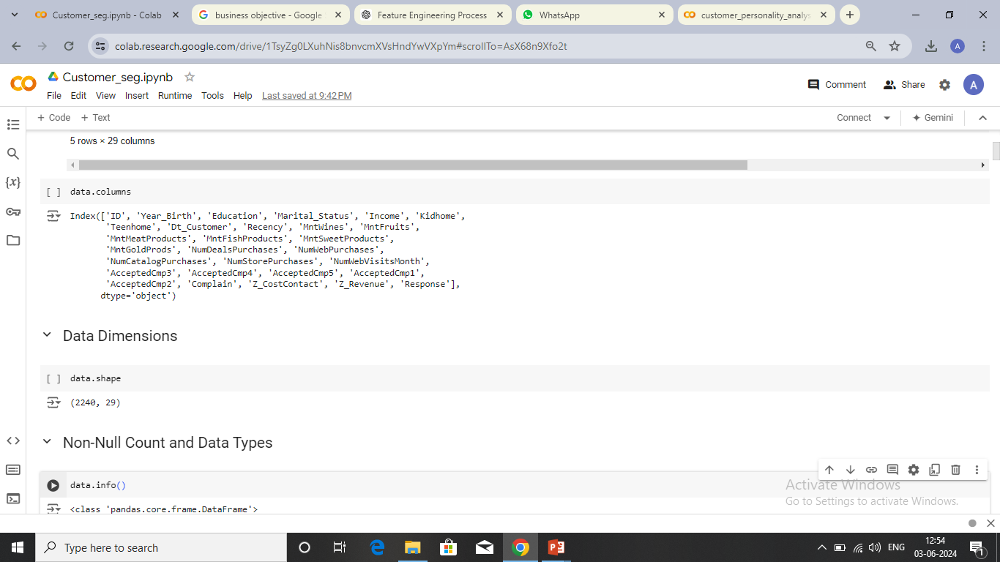 Customer_seg.ipynb - Colab
business objective - Google
Feature Engineering Process
WhatsApp
customer_personality_analys
colab.research.google.com/drive/1TsyZg0LXuhNis8bnvcmXVsHndYwVXpYm#scrollTo=AsX68n9Xfo2t
A
Customer_seg.ipynb
File Edit View Insert Runtime Tools Help Last saved at 9:42 PM
Comment
Share
A
+ Code + Text
Connect
Gemini
{x}
5 rows × 29 columns
[ ] data.columns
Index(['ID', 'Year_Birth', 'Education', 'Marital_Status', 'Income', 'Kidhome',
'Teenhome', 'Dt_Customer', 'Recency', 'MntWines', 'MntFruits',
'MntMeatProducts', 'MntFishProducts', 'MntSweetProducts',
'MntGoldProds', 'NumDealsPurchases', 'NumWebPurchases',
'NumCatalogPurchases', 'NumStorePurchases', 'NumWebVisitsMonth',
'AcceptedCmp3', 'AcceptedCmp4', 'AcceptedCmp5', 'AcceptedCmp1',
'AcceptedCmp2', 'Complain', 'Z_CostContact', 'Z_Revenue', 'Response'],
dtype='object')
Data Dimensions
[ ] data.shape
(2240, 29)
Non-Null Count and Data Types
data.info()
<class 'pandas.core.frame.DataFrame'>
Activate Windows
Go to Settings to activate Windows.
Type here to search
ENG
12:54
03-06-2024
1